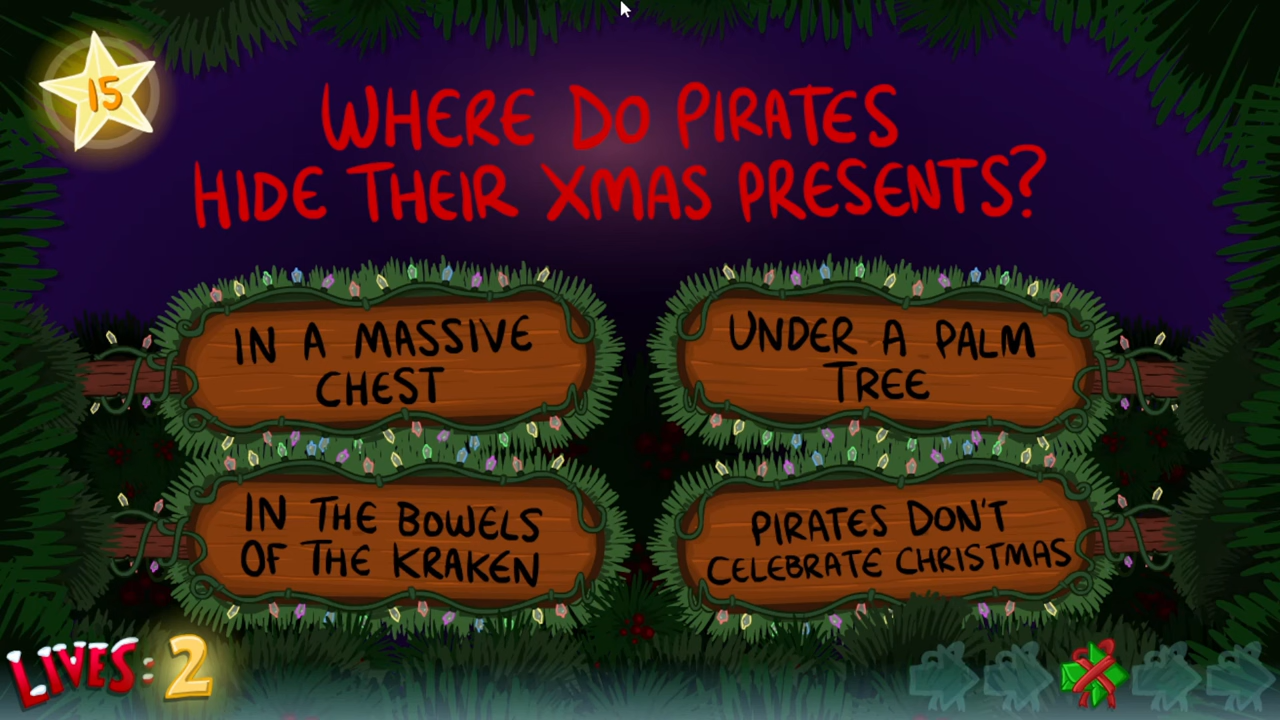 15
WHERE DO PIRATES
HIDE THEIR XMAS PRESENTS?
IN A MASSIVE
CHEST
UNDER A PALM
TREE
IN THE BOWELS
OF THE KRAKEN
PIRATES DON'T
CELEBRATE CHRISTMAS
LIVES: 2